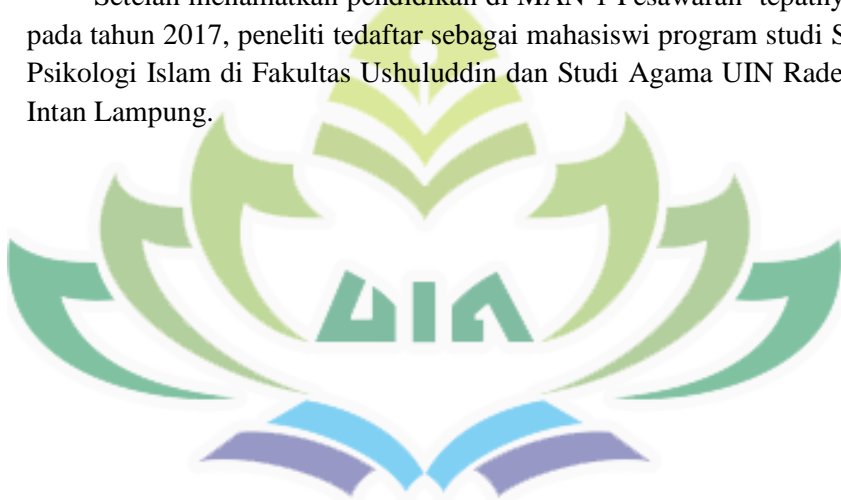 Setelah menamatkan pendidikan di MAN 1 Pesawaran tepatny
pada tahun 2017, peneliti tedaftar sebagai mahasiswi program studi S
Psikologi Islam di Fakultas Ushuluddin dan Studi Agama UIN Rade
Intan Lampung.
UIN